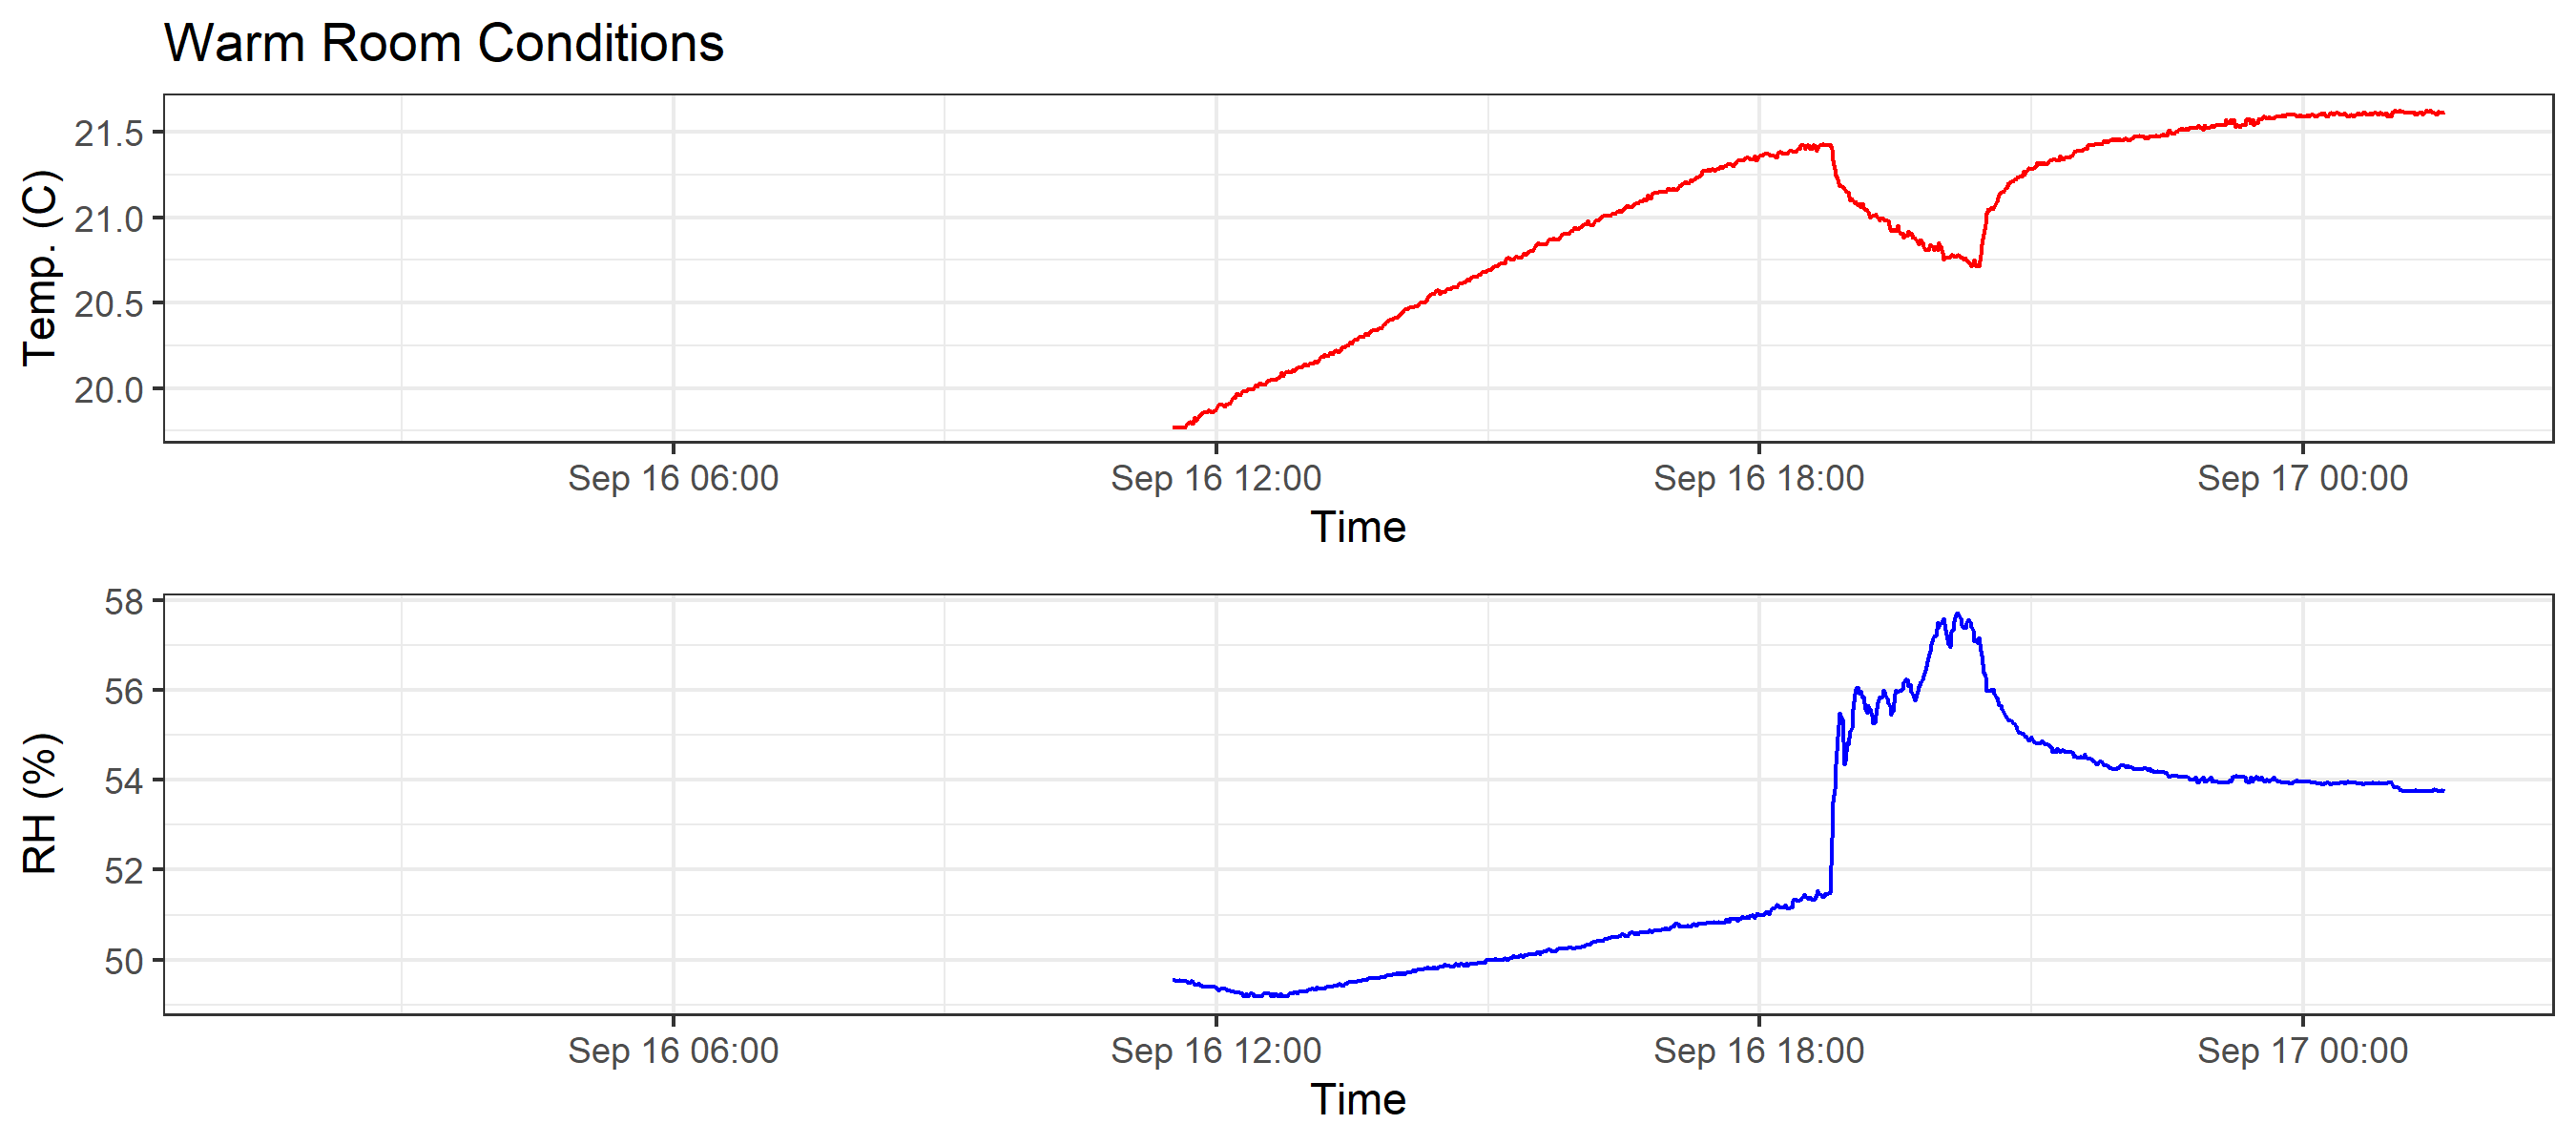 Warm Room Conditions
Temp. (C)
21.5
21.0
20.5
20.0
Sep 16 06:00 Sep 16 12:00 Sep 16 18:00 Sep 17 00:00
Time
RH (%)
58
56
54
52
50
Sep 16 06:00 Sep 16 12:00 Sep 16 18:00 Sep 17 00:00
Time